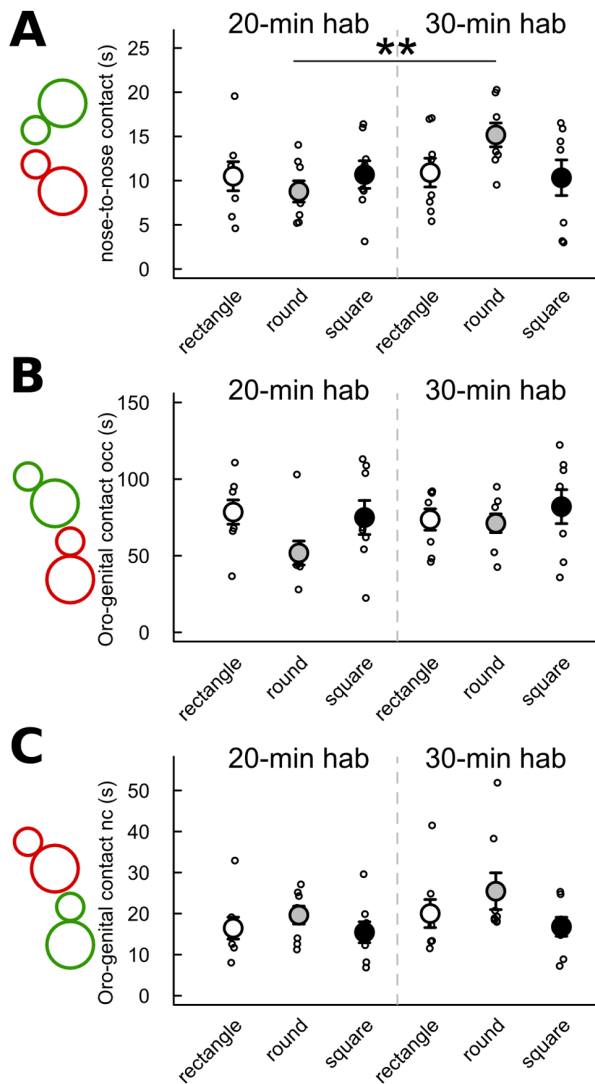 A
20-min hab 30-min hab
**
nose-to-nose contact (s)
25
20
15
10
5
0
rectangle round square rectangle round square
B
20-min hab 30-min hab
Oro-genital contact occ (s)
150
100
50
0
rectangle round square rectangle round square
C
20-min hab 30-min hab
Oro-genital contact nc (s)
50
40
30
20
10
0
rectangle round square rectangle round square